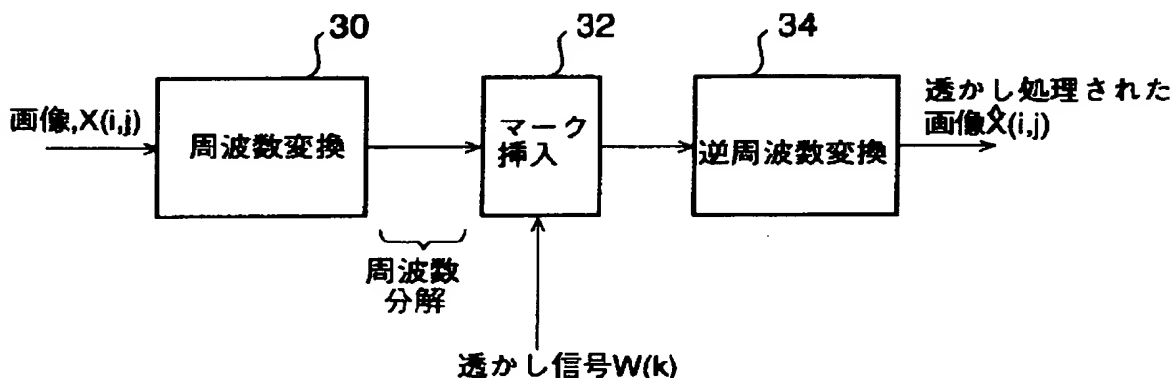 30
32
34
画像,X(i,j)
周波数変換
マーク
挿入
逆周波数変換
透かし処理された
画像X̂(i,j)
周波数
分解
透かし信号W(k)